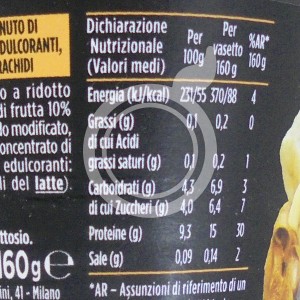 NUTO DI
EDULCORANTI,
RACHIDI
o a ridotto
di frutta 10%
do modificato,
concentrato di
edulcoranti:
li del latte).
ttosio.
160g e
ini, 41 - Milano
Dichiarazione
Nutrizionale
(Valori medi)
Per
100g
Per
vasetto
160 g
%AR*
160g
Energia (kJ/kcal) 231/55 370/88 4
Grassi (g) 0,1 0,2 0
di cui Acidi
grassi saturi (g) 0,1 0,2 1
Carboidrati (g) 4,3 6,9 3
di cui Zuccheri (g) 4,0 6,4 7
Proteine (g) 9,3 15 30
Sale (g) 0,09 0,14 2
*AR – Assunzioni di riferimento di un